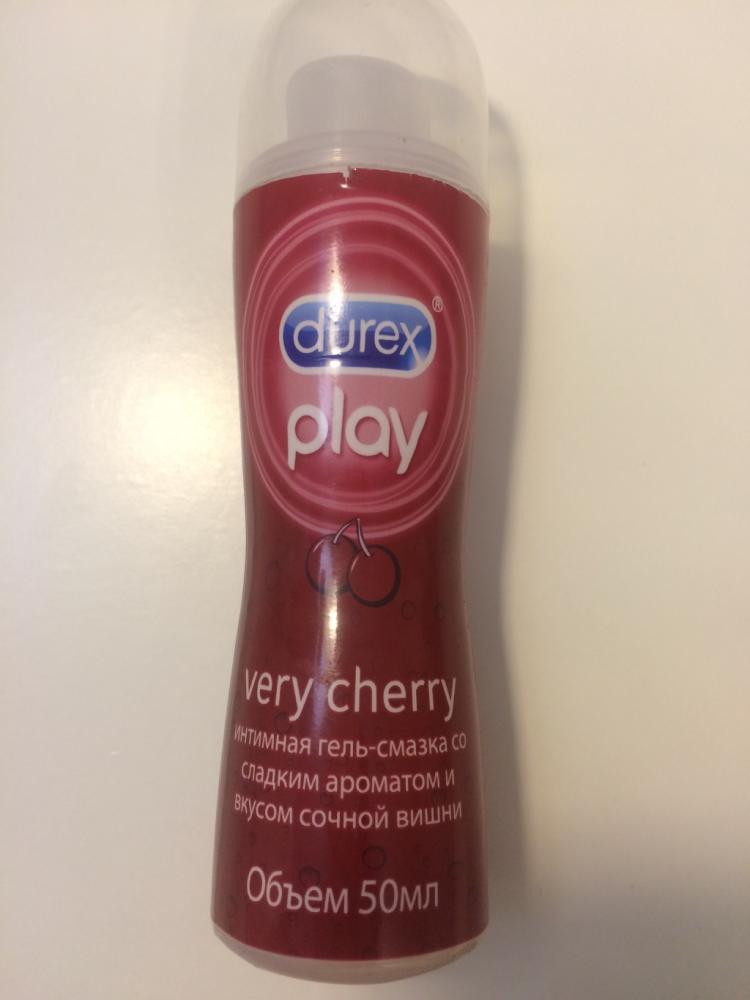 durex®
play
very cherry
интимная гель-смазка со
сладким ароматом и
вкусом сочной вишни
Объем 50мл